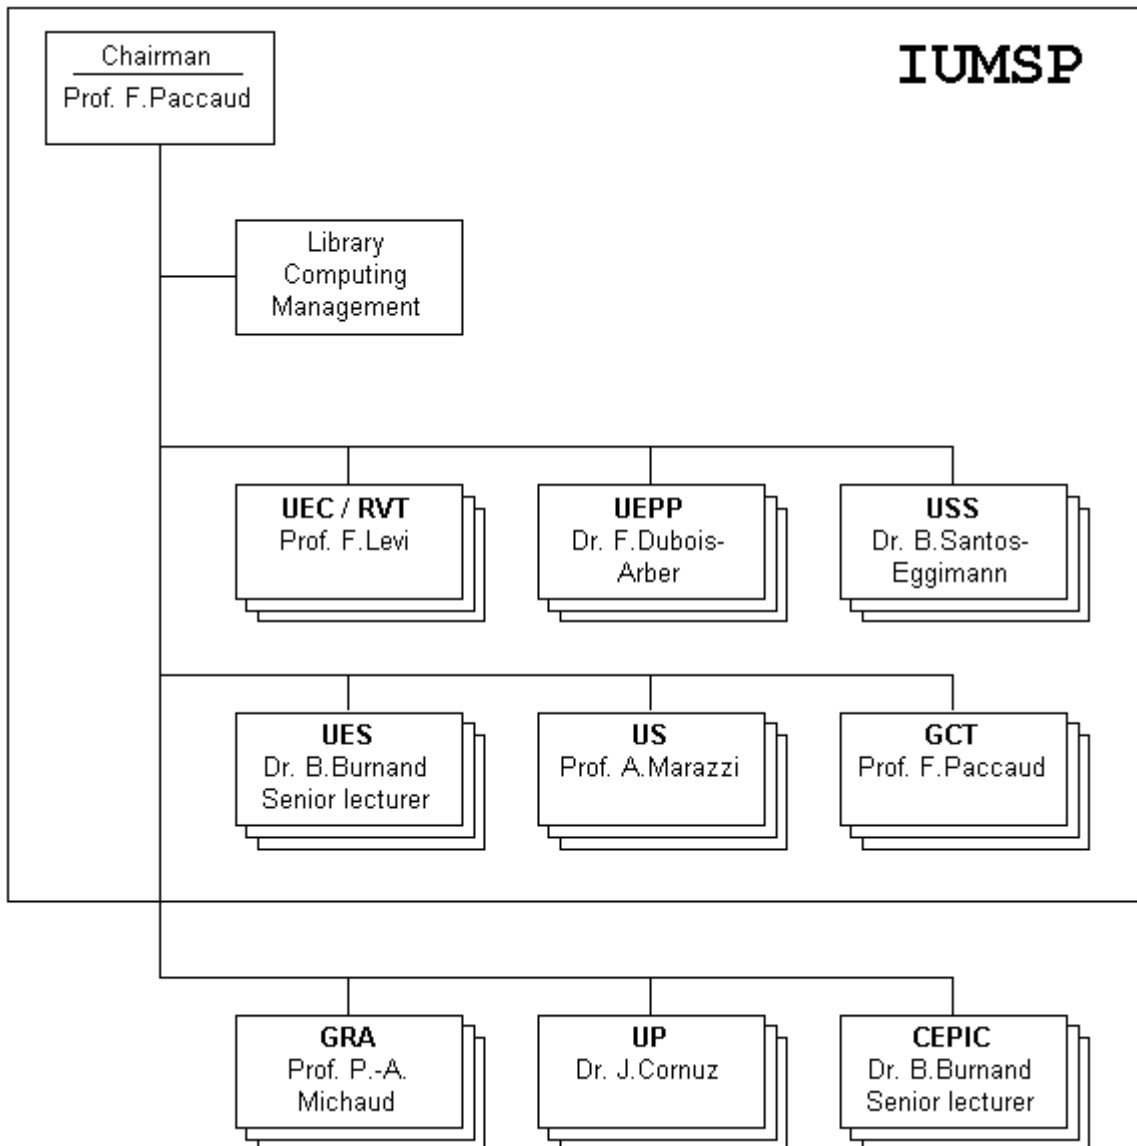 IUMSP
Chairman
Prof. F.Paccaud
Library
Computing
Management
UEC / RVT
Prof. F.Levi
UEPP
Dr. F.Dubois-
Arber
USS
Dr. B.Santos-
Eggimann
UES
Dr. B.Burnand
Senior lecturer
US
Prof. A.Marazzi
GCT
Prof. F.Paccaud
GRA
Prof. P.-A.
Michaud
UP
Dr. J.Cornuz
CEPIC
Dr. B.Burnand
Senior lecturer